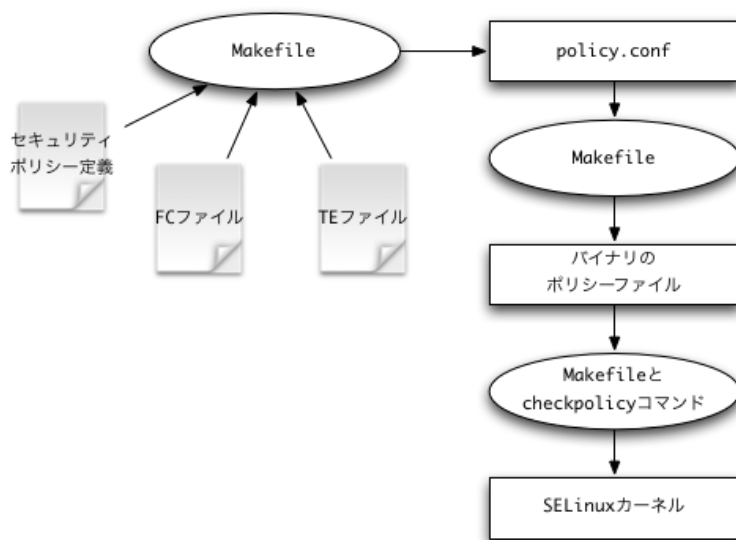 Makefile
policy.conf
セキュリティ
ポリシー定義
FCファイル
TEファイル
Makefile
バイナリの
ポリシーファイル
Makefileと
checkpolicyコマンド
SELinuxカーネル